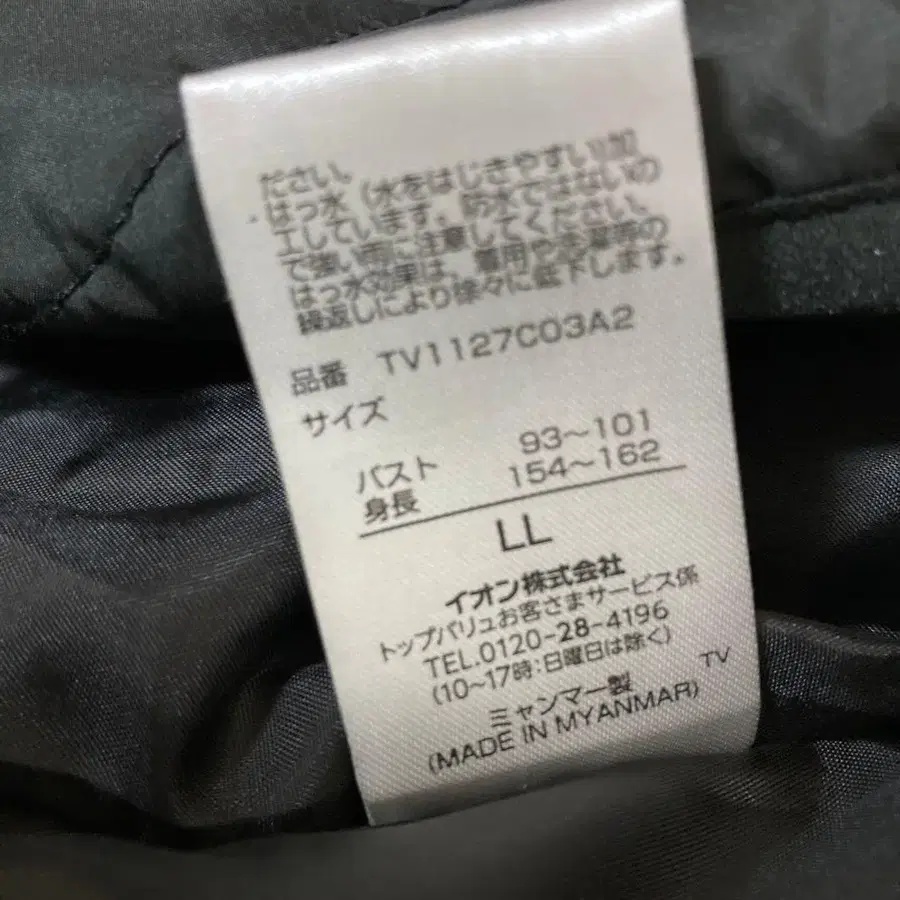 ださい。
はっ水（水をはじきやすい）加
工しています。防水ではないの
で強い雨に注意してください。
はっ水効果は、着用や洗濯等の
繰返しにより徐々に低下します。
品番 TV1127C03A2
サイズ
バスト 93～101
身長 154～162
LL
イオン株式会社
トップバリュお客さまサービス係
TEL.0120-28-4196
(10～17時:日曜日は除く)
TV
ミャンマー製
(MADE IN MYANMAR)